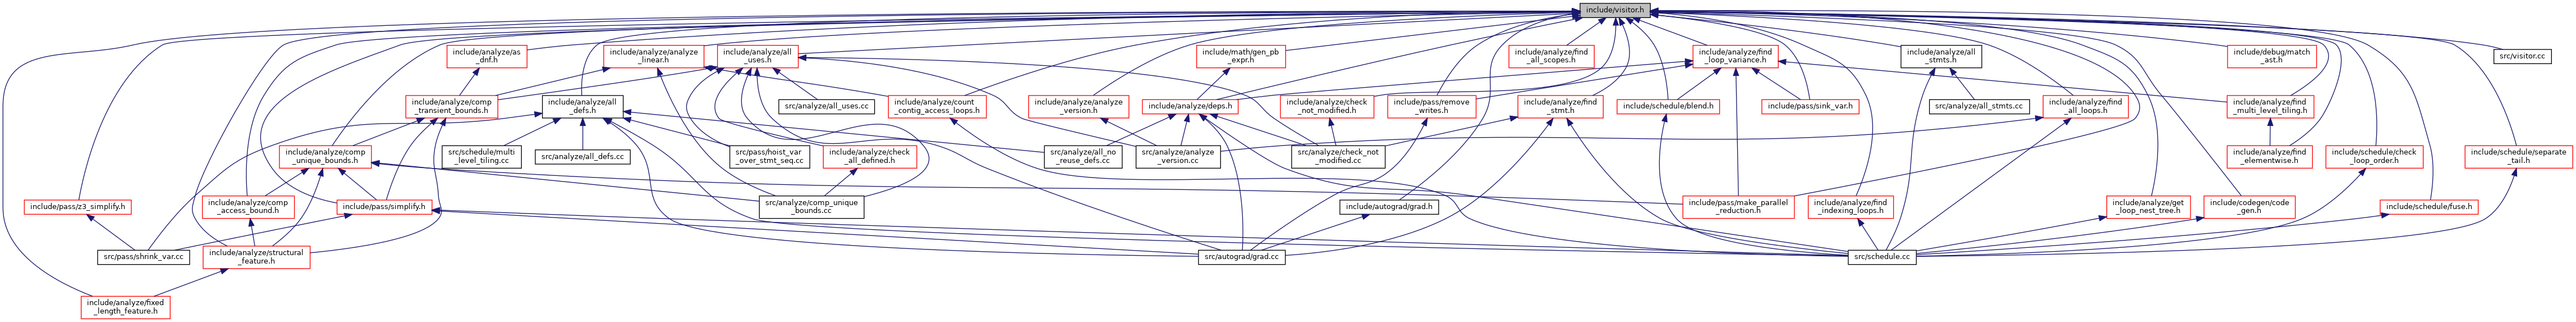 include/visitor.h
include/analyze/as
_dnf.h
include/analyze/analyze
_linear.h
include/analyze/all
_uses.h
include/math/gen_pb
_expr.h
include/analyze/find
_all_scopes.h
include/analyze/find
_loop_variance.h
include/analyze/all
_stmts.h
include/debug/match
_ast.h
src/visitor.cc
include/analyze/comp
_transient_bounds.h
include/analyze/all
_defs.h
src/analyze/all_uses.cc
include/analyze/count
_contig_access_loops.h
include/analyze/analyze
_version.h
include/analyze/deps.h
include/analyze/check
_not_modified.h
include/pass/remove
_writes.h
include/analyze/find
_stmt.h
include/schedule/blend.h
include/pass/sink_var.h
src/analyze/all_stmts.cc
include/analyze/find
_all_loops.h
include/analyze/find
_multi_level_tiling.h
include/analyze/comp
_unique_bounds.h
src/schedule/multi
_level_tiling.cc
src/analyze/all_defs.cc
src/pass/hoist_var
_over_stmt_seq.cc
include/analyze/check
_all_defined.h
src/analyze/all_no
_reuse_defs.cc
src/analyze/analyze
_version.cc
src/analyze/check_not
_modified.cc
include/analyze/find
_elementwise.h
include/schedule/check
_loop_order.h
include/schedule/separate
_tail.h
include/pass/z3_simplify.h
include/analyze/comp
_access_bound.h
include/pass/simplify.h
src/analyze/comp_unique
_bounds.cc
include/autograd/grad.h
include/pass/make_parallel
_reduction.h
include/analyze/find
_indexing_loops.h
include/analyze/get
_loop_nest_tree.h
include/codegen/code
_gen.h
include/schedule/fuse.h
src/pass/shrink_var.cc
include/analyze/structural
_feature.h
src/autograd/grad.cc
src/schedule.cc
include/analyze/fixed
_length_feature.h